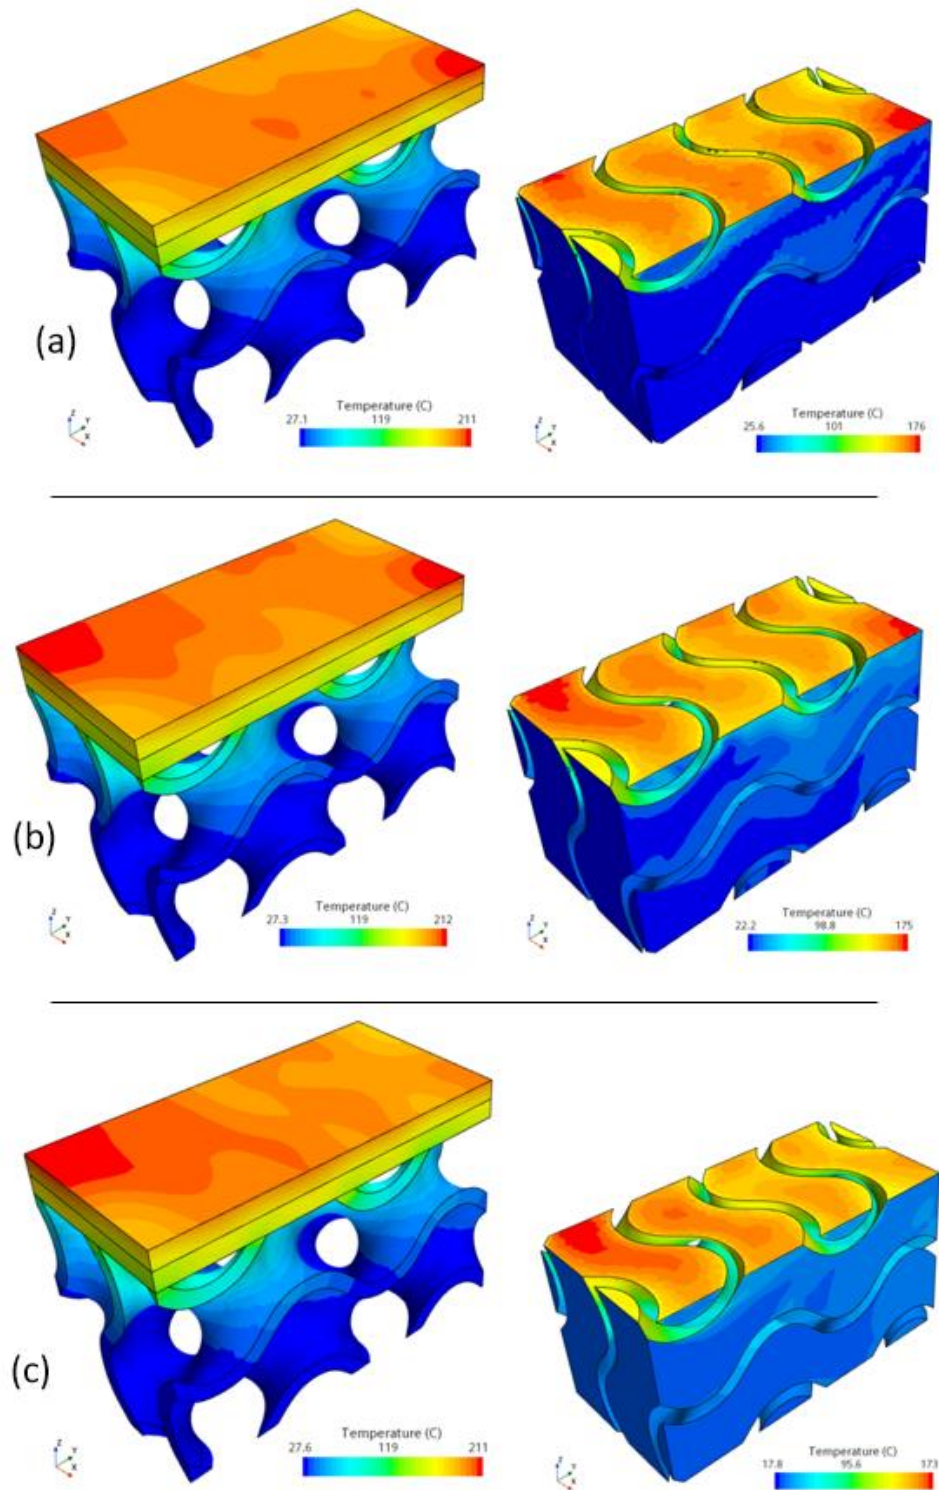 (a)
Z
Y
X
Temperature (C)
27.1 119 211
Z
Y
X
Temperature (C)
25.6 101 176
(b)
Z
Y
X
Temperature (C)
27.3 119 212
Z
Y
X
Temperature (C)
22.2 98.8 175
(c)
Z
Y
X
Temperature (C)
27.6 119 211
Z
Y
X
Temperature (C)
17.8 95.6 173